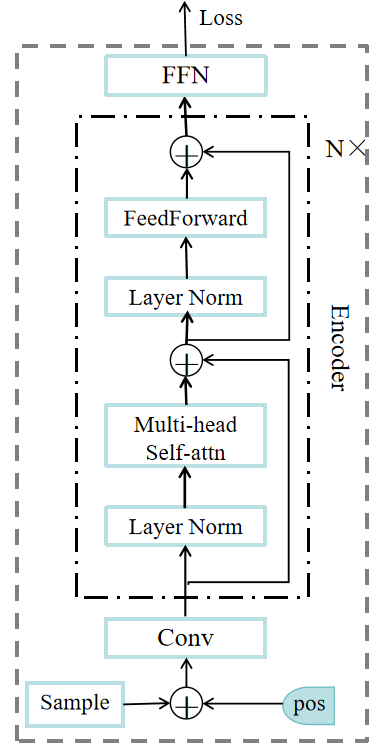 Loss
FFN
N×
FeedForward
Layer Norm
Encoder
Multi-head
Self-attn
Layer Norm
Conv
Sample
pos